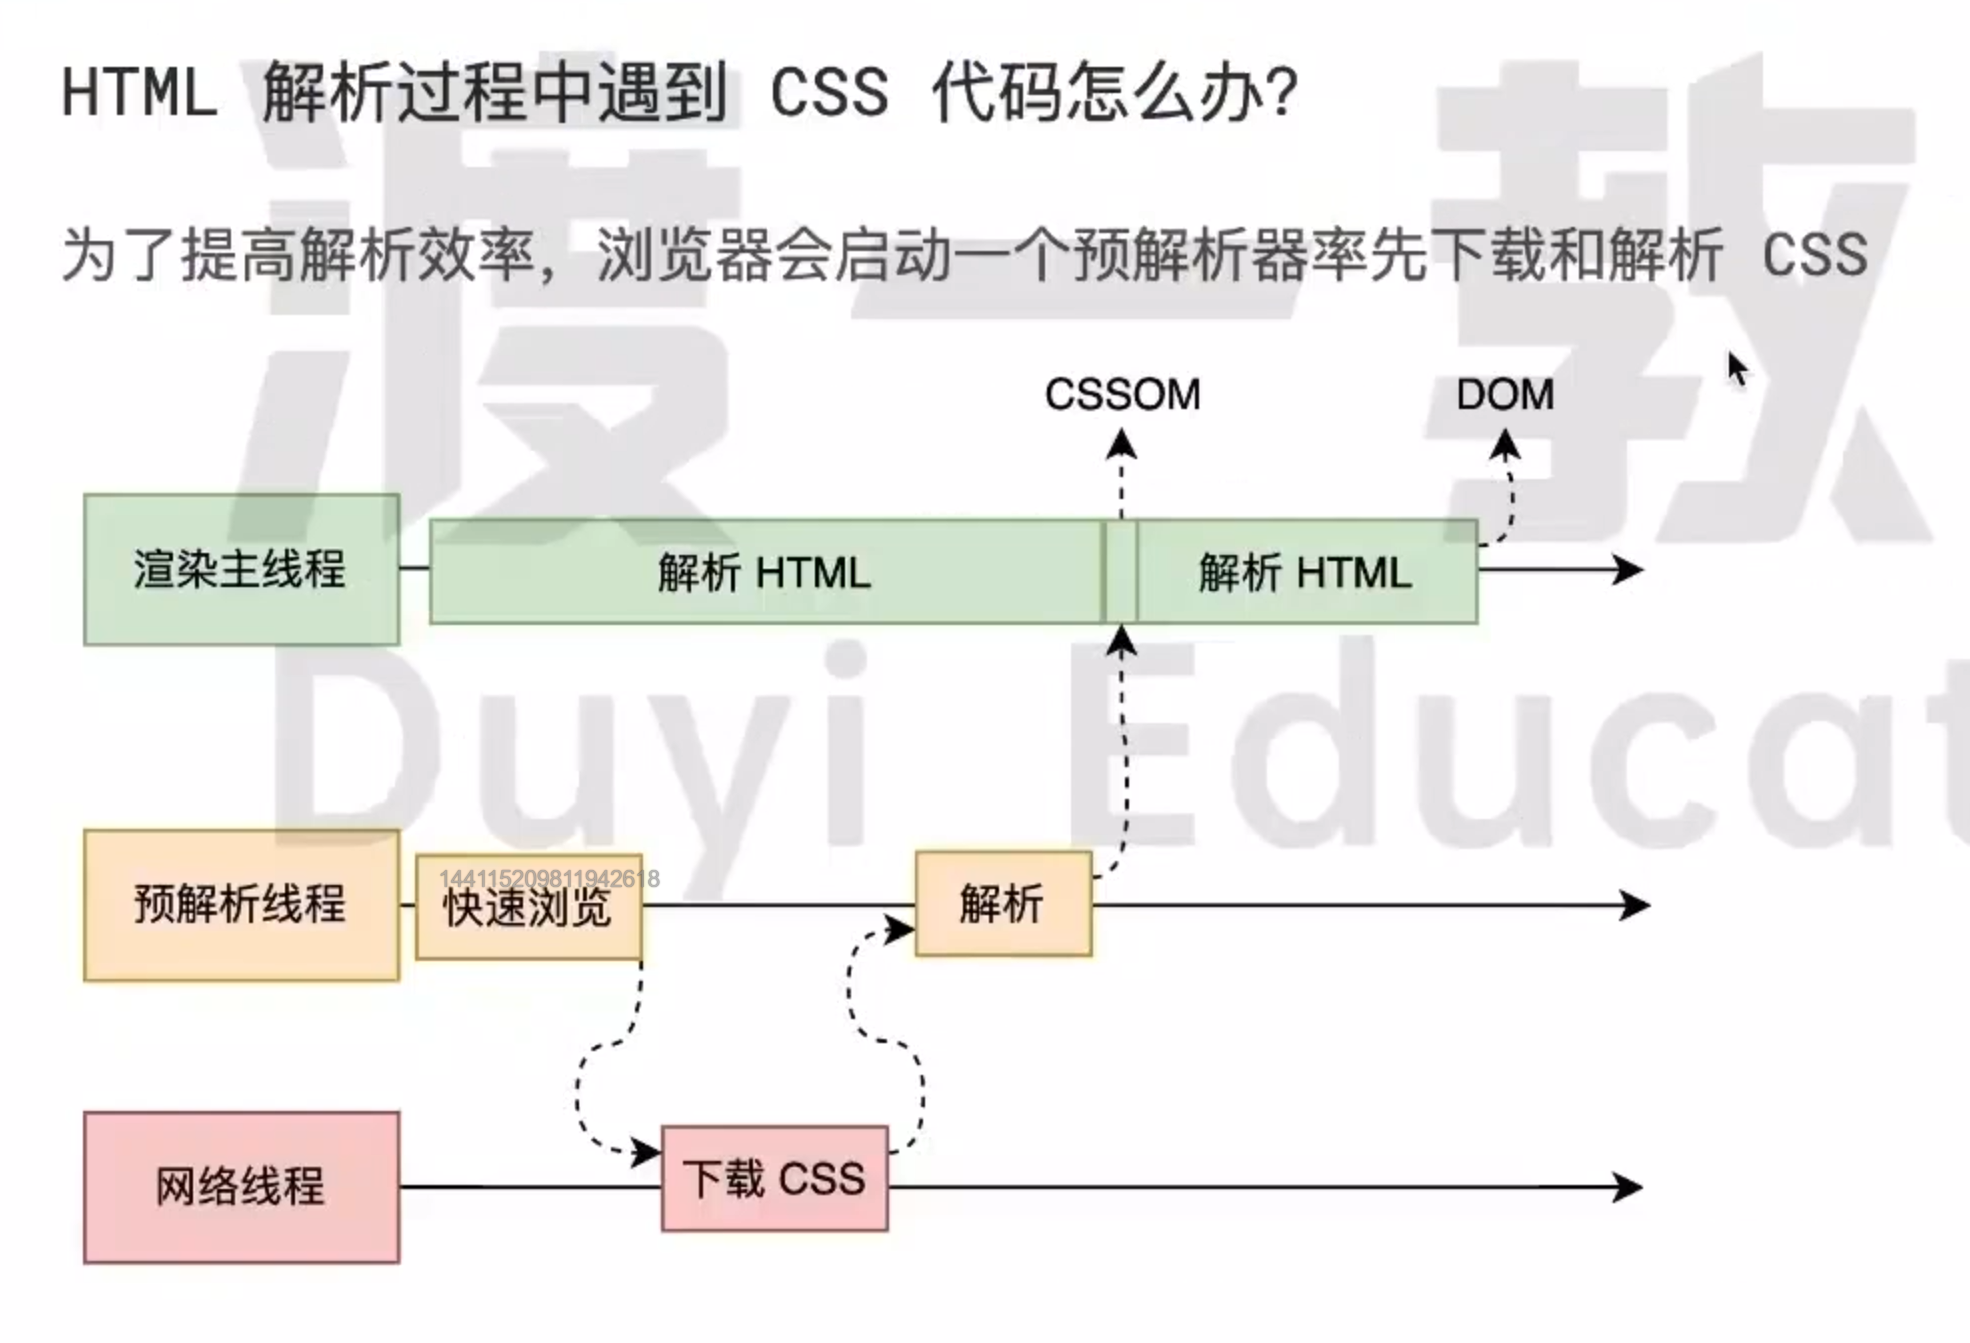 HTML 解析过程中遇到 CSS 代码怎么办？
为了提高解析效率，浏览器会启动一个预解析器率先下载和解析 CSS
CSSOM
DOM
渲染主线程
解析 HTML
解析 HTML
预解析线程
144115209811942618
快速浏览
解析
网络线程
下载 CSS
渡一教
Duyi Educat